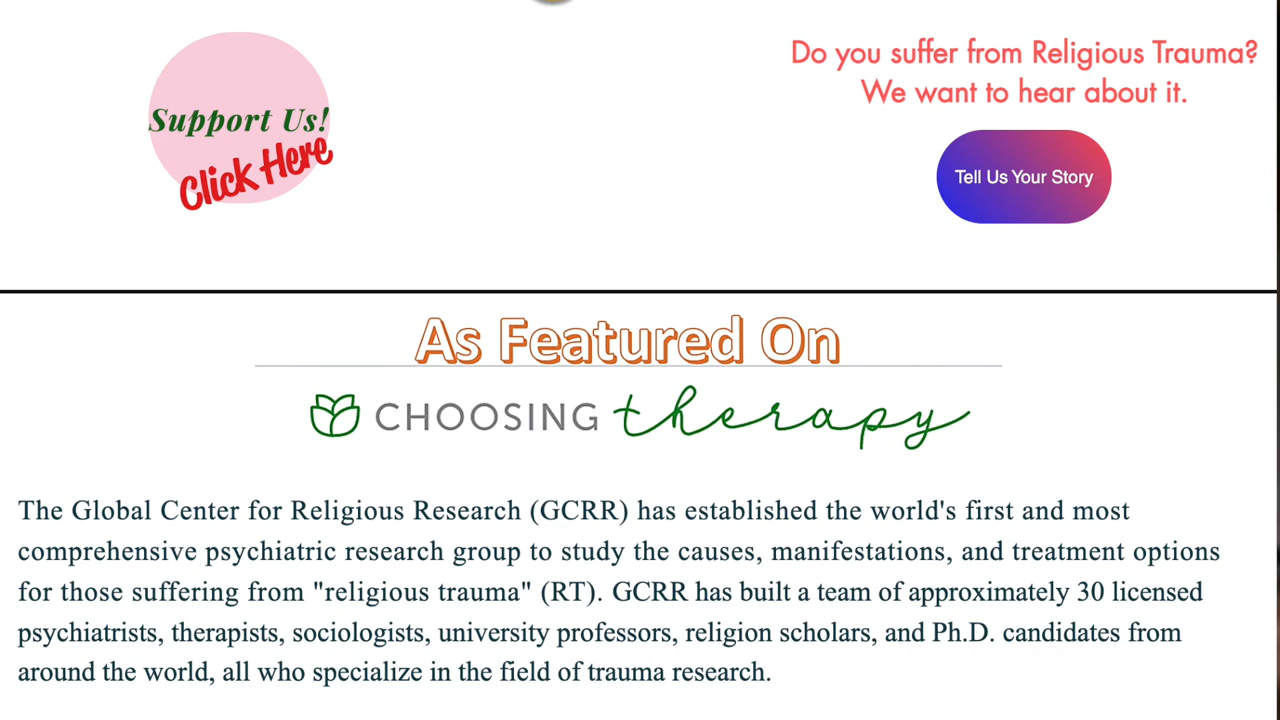 Support Us!
Click Here
Do you suffer from Religious Trauma?
We want to hear about it.
Tell Us Your Story
As Featured On
CHOOSING therapy
The Global Center for Religious Research (GCRR) has established the world's first and most
comprehensive psychiatric research group to study the causes, manifestations, and treatment options
for those suffering from "religious trauma" (RT). GCRR has built a team of approximately 30 licensed
psychiatrists, therapists, sociologists, university professors, religion scholars, and Ph.D. candidates from
around the world, all who specialize in the field of trauma research.